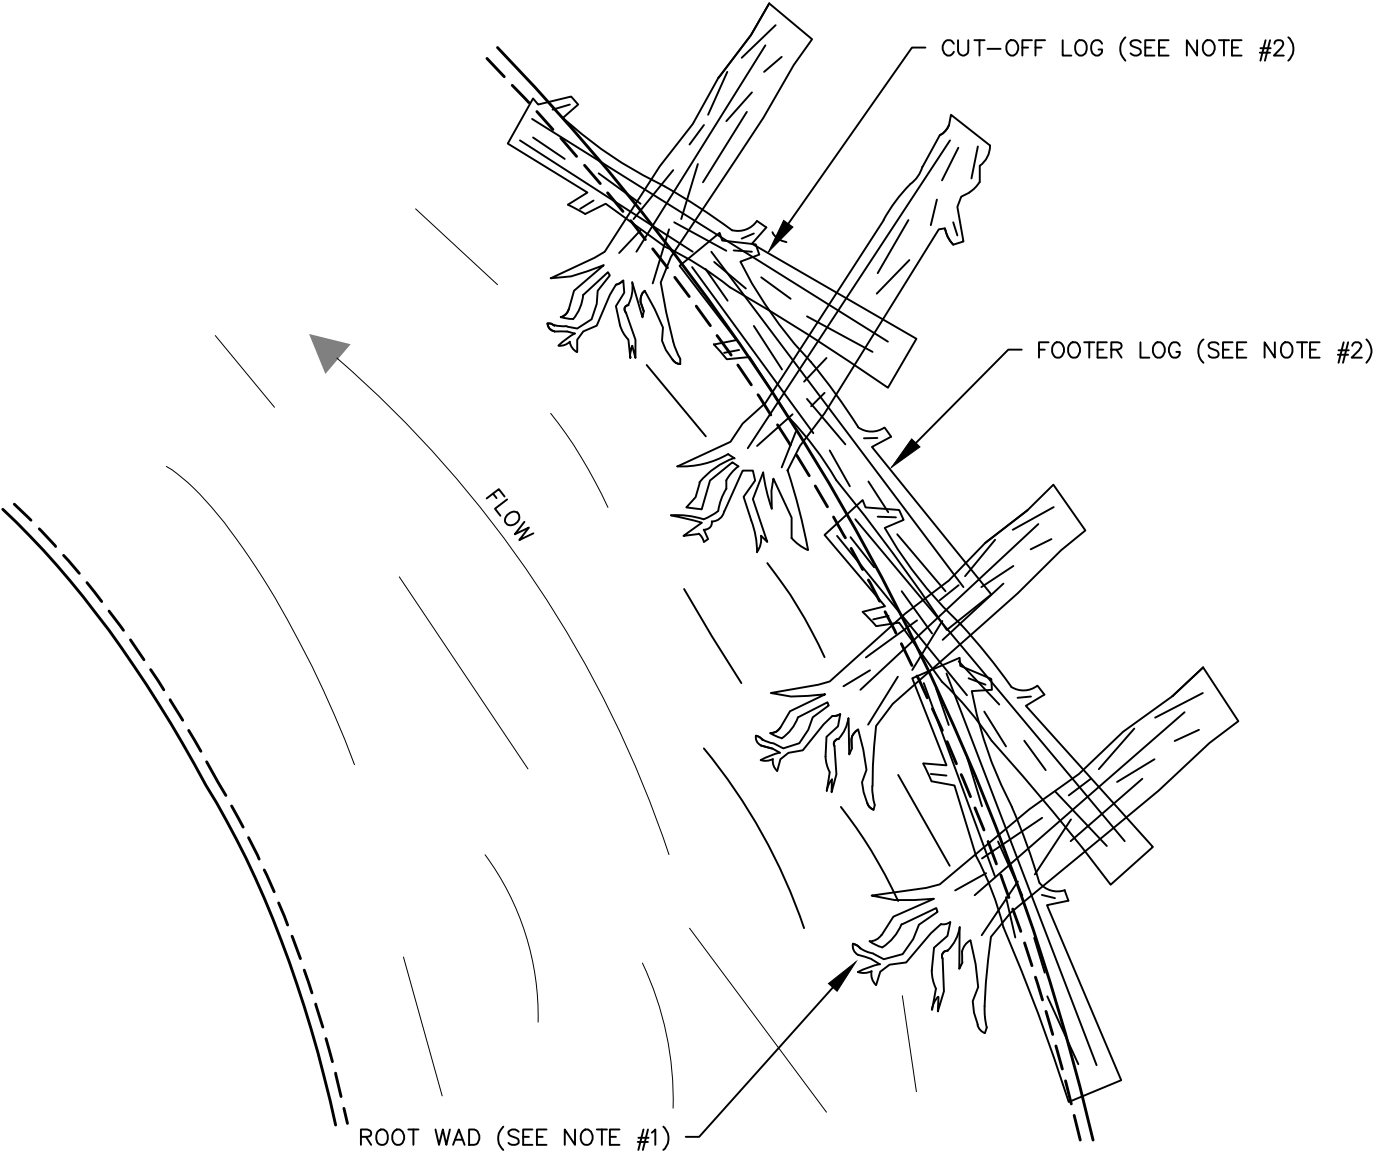 CUT-OFF LOG (SEE NOTE #2)
FOOTER LOG (SEE NOTE #2)
FLOW
ROOT WAD (SEE NOTE #1)